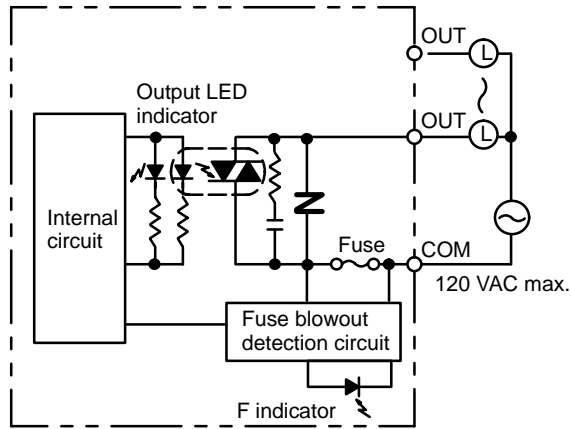 OUT
L
Output LED
indicator
OUT
L
Internal
circuit
Fuse
COM
120 VAC max.
Fuse blowout
detection circuit
F indicator